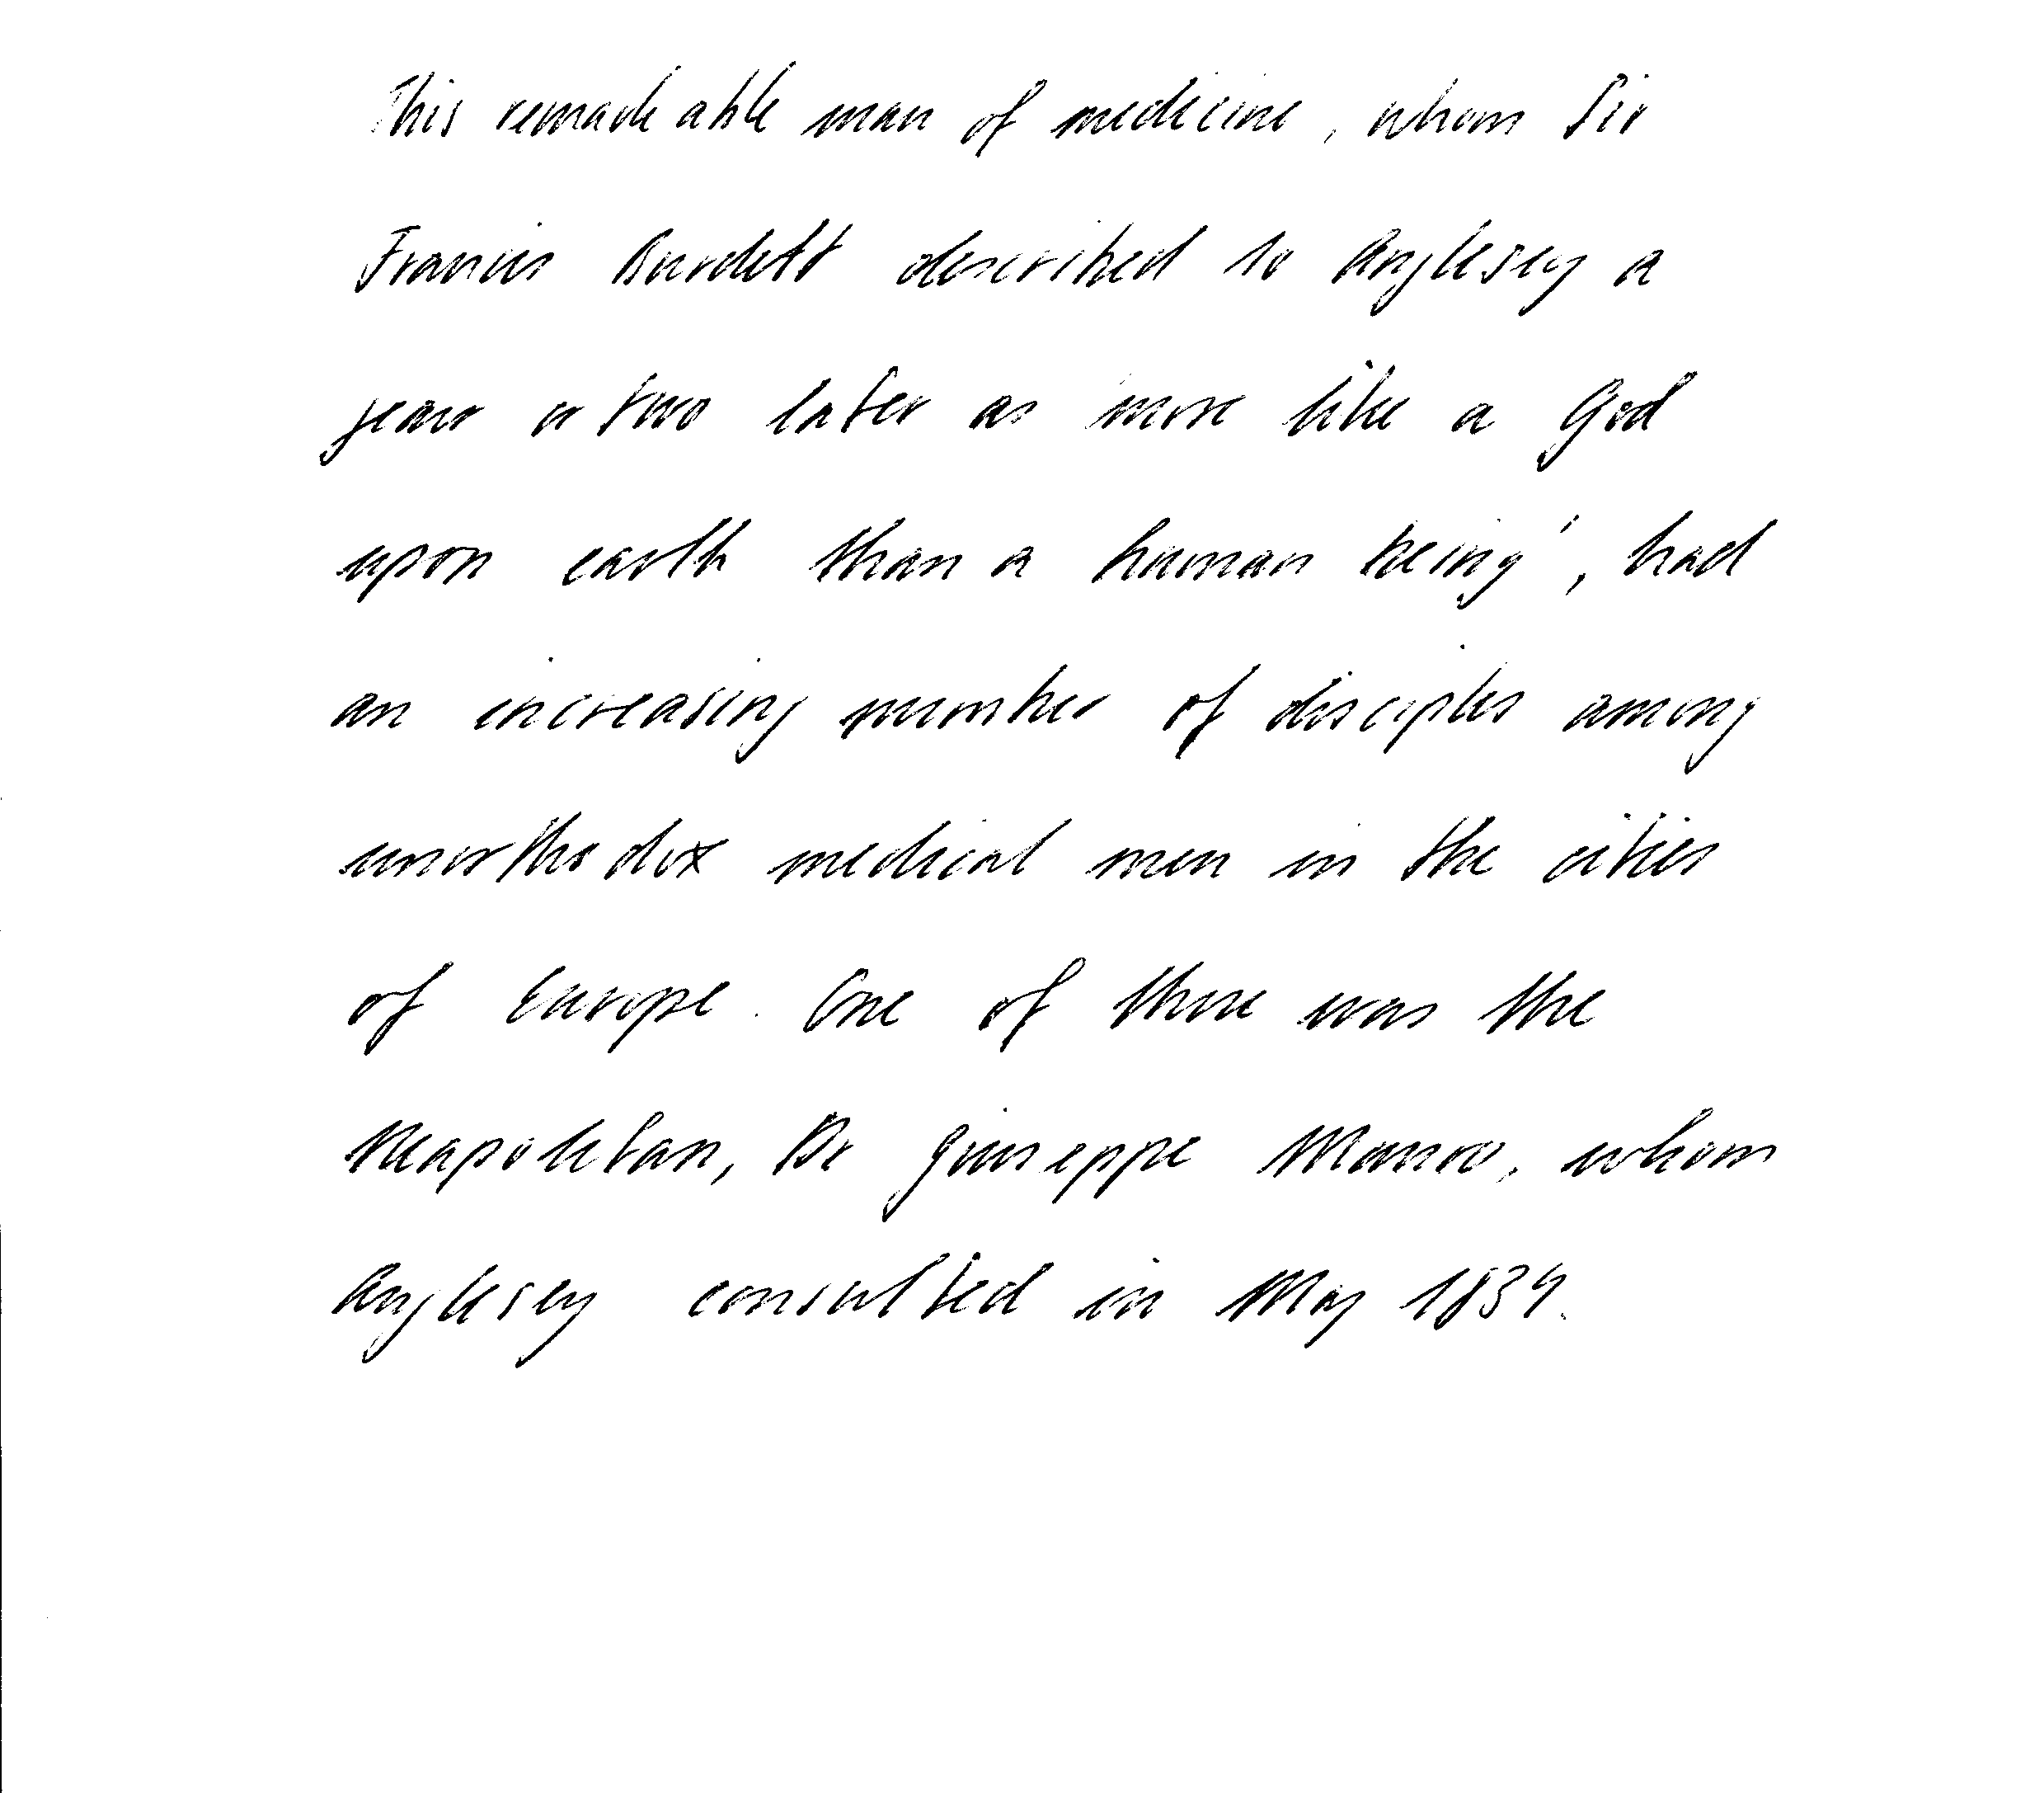 This remarkable man of medicine, whom Sir
Francis Burdett described to Anglesey a
year or two later as 'more like a God
upon earth than a human being', had
an increasing number of disciples among
unorthodox medical men in the cities
of Europe. One of these was the
Neapolitan, Dr Giuseppe Mauro, whom
Anglesey consulted in May 1834.